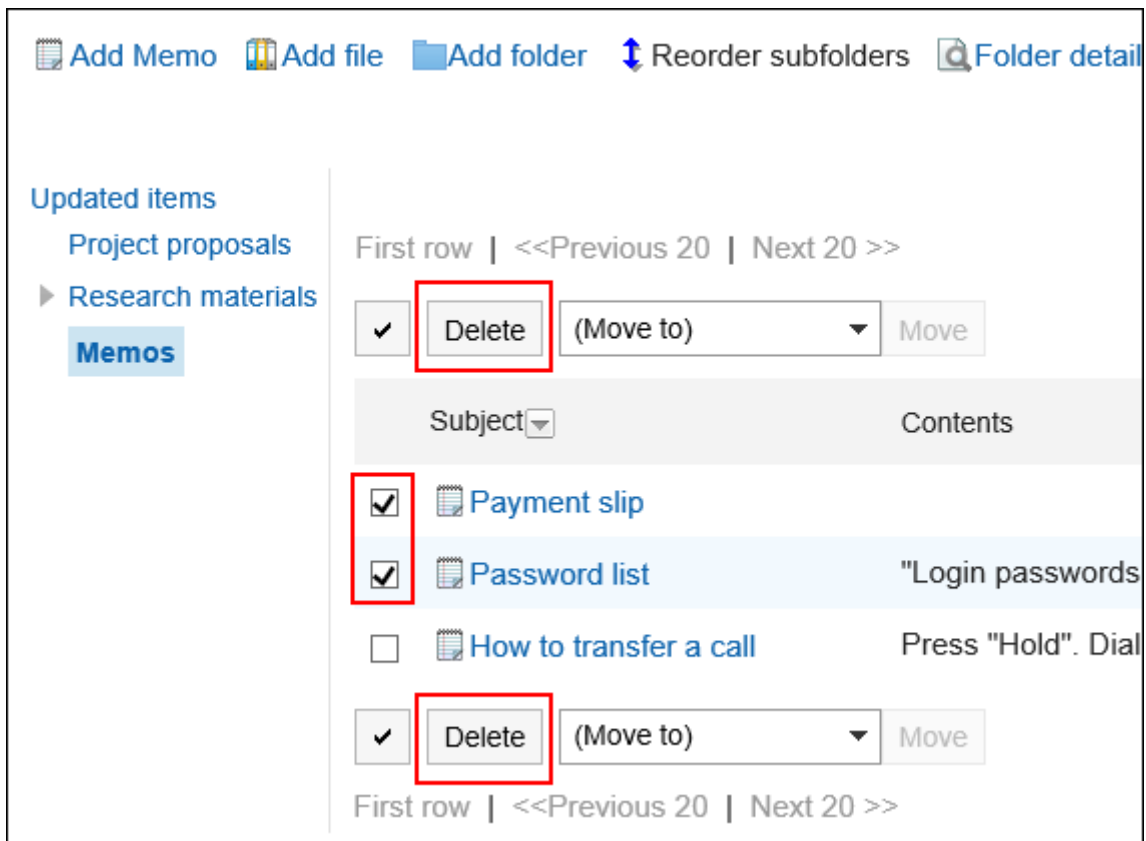 Add Memo Add file Add folder Reorder subfolders Folder detail
Updated items
Project proposals
Research materials
Memos
First row | <<Previous 20 | Next 20 >>
Delete (Move to) Move
Subject Contents
Payment slip
Password list "Login passwords
How to transfer a call Press "Hold". Dial
Delete (Move to) Move
First row | <<Previous 20 | Next 20 >>